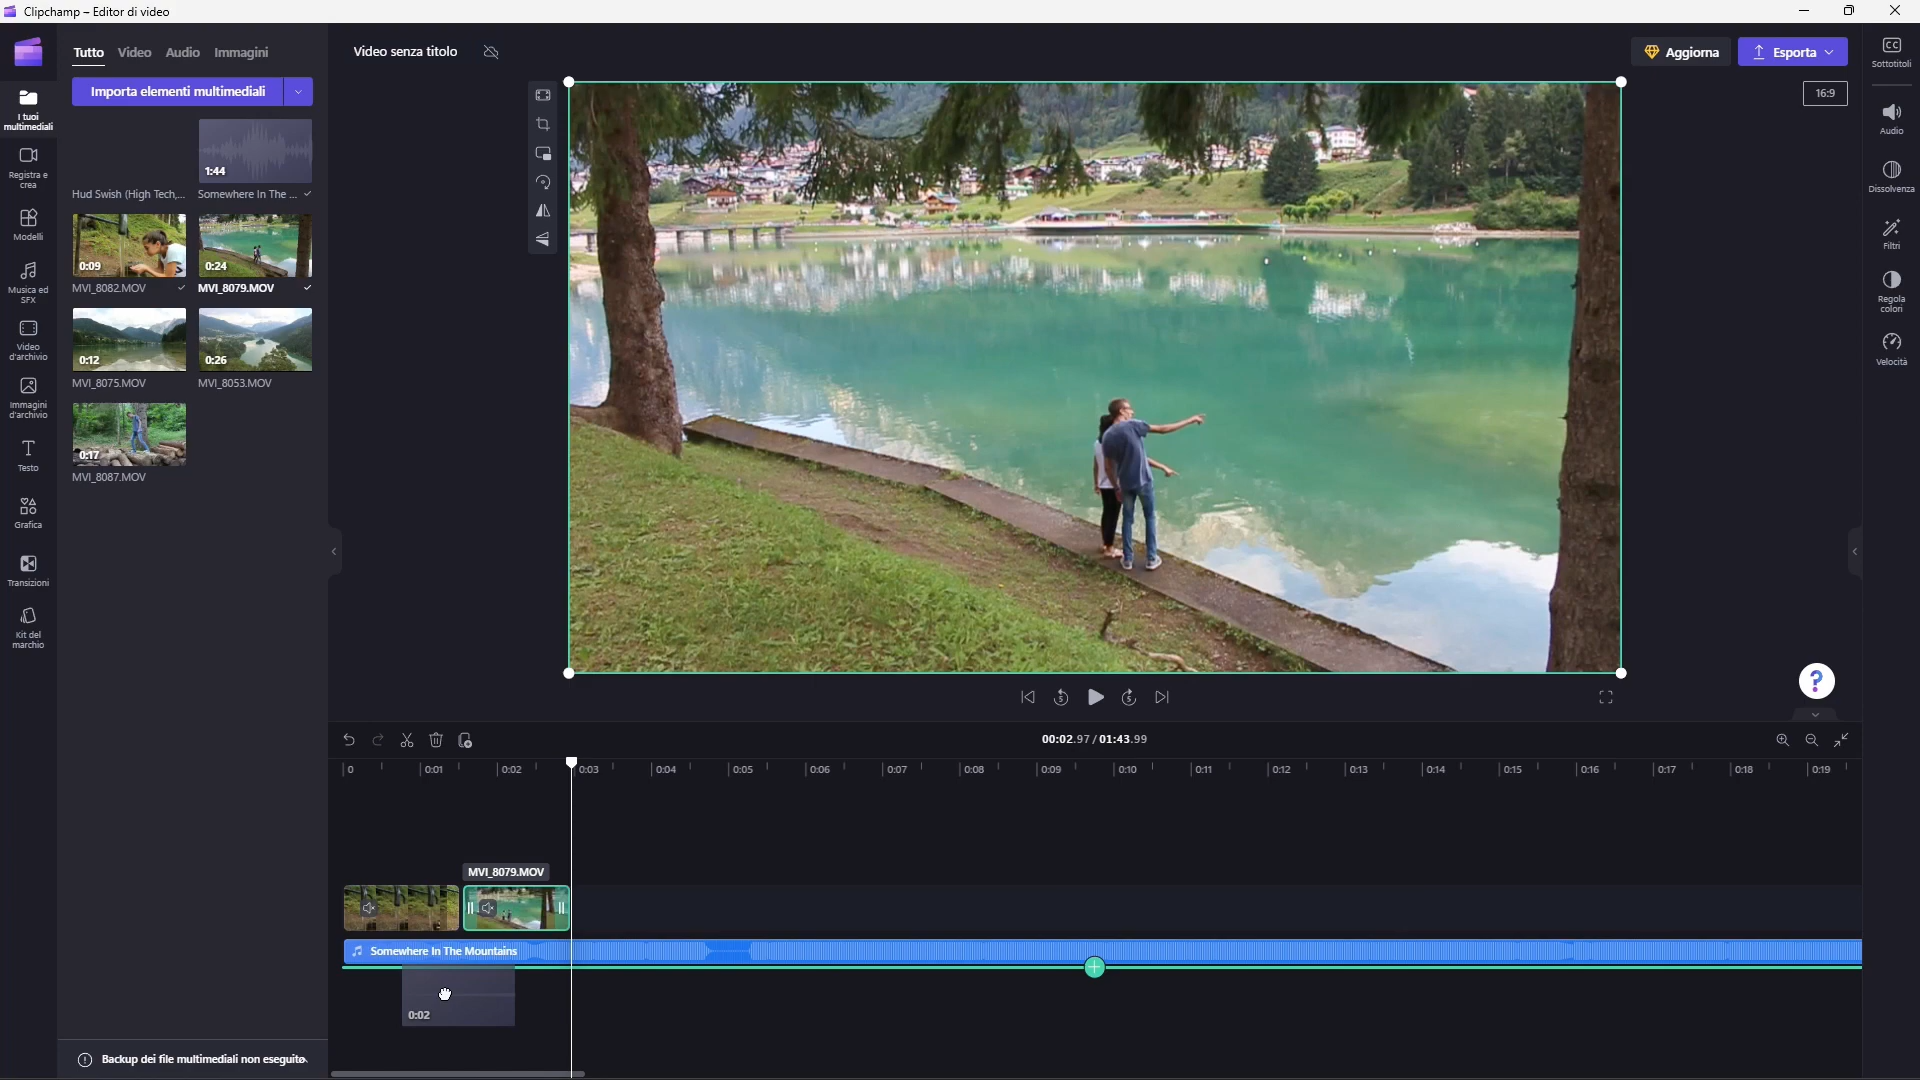 Clipchamp – Editor di video
Tutto
Video
Audio
Immagini
Video senza titolo
Aggiorna
Esporta
CC
Sottotitoli
Importa elementi multimediali
16:9
I tuoi
multimediali
Audio
1:44
Registra e
crea
Hud Swish (High Tech,...
Somewhere In The ...
Dissolvenza
Modelli
0:09
0:24
Filtri
MVI_8082.MOV
MVI_8079.MOV
Musica ed
SFX
Regola
colori
Video
d'archivio
0:12
0:26
Velocità
MVI_8075.MOV
MVI_8053.MOV
Immagini
d'archivio
0:17
Testo
MVI_8087.MOV
Grafica
Transizioni
Kit del
marchio
5
5
?
00:02.97 / 01:43.99
0
0:01
0:02
0:03
0:04
0:05
0:06
0:07
0:08
0:09
0:10
0:11
0:12
0:13
0:14
0:15
0:16
0:17
0:18
0:19
MVI_8079.MOV
Somewhere In The Mountains
0:02
Backup dei file multimediali non eseguito